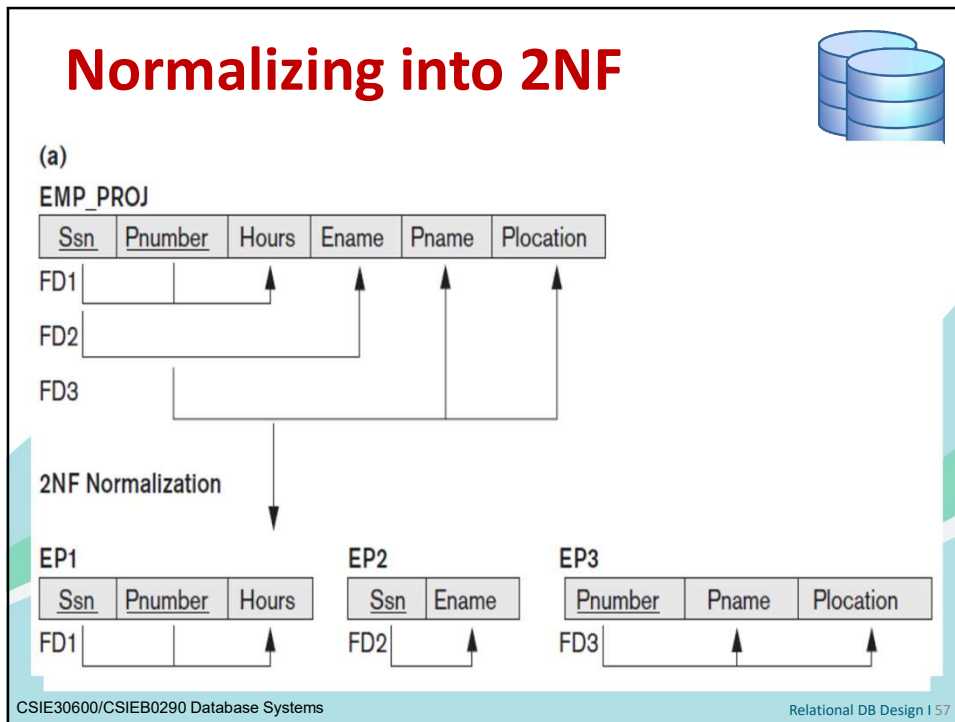 Normalizing into 2NF
(a)
EMP_PROJ
Ssn Pnumber Hours Ename Pname Plocation
FD1
FD2
FD3
2NF Normalization
EP1 EP2 EP3
Ssn Pnumber Hours Ssn Ename Pnumber Pname Plocation
FD1 FD2 FD3
CSIE30600/CSIEB0290 Database Systems Relational DB Design I 57